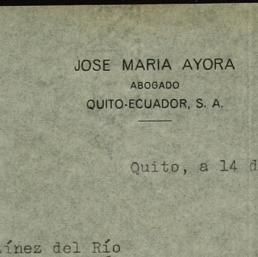 JOSE MARIA AYORA
ABOGADO
QUITO-ECUADOR, S. A.
Quito, a 14 d
ínez del Río